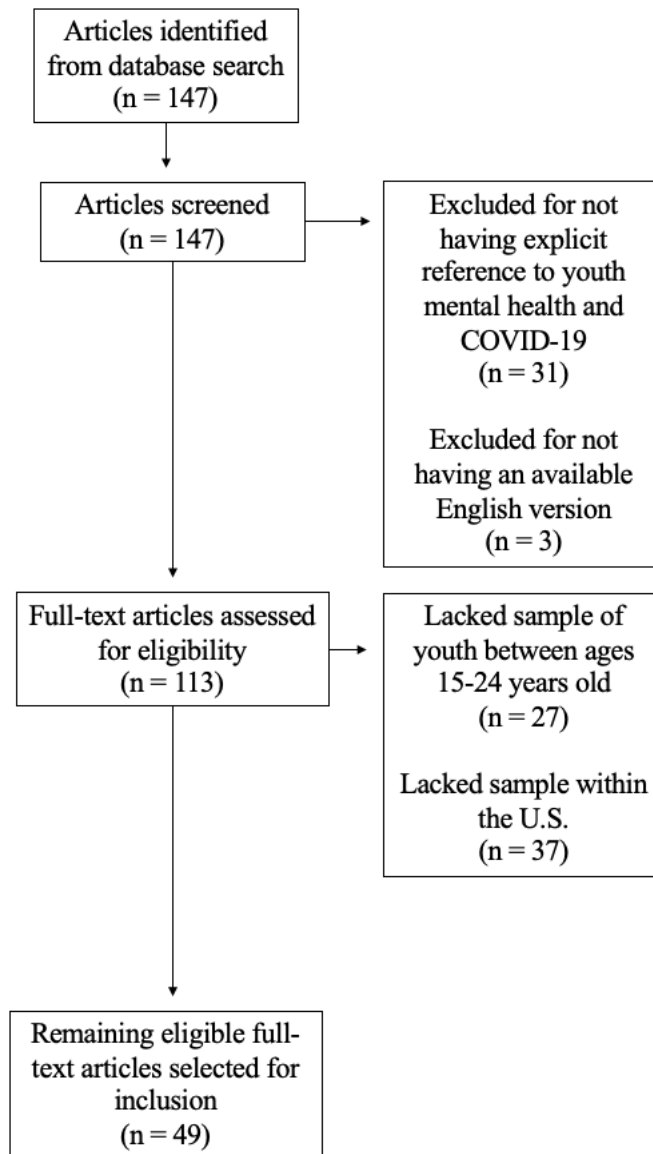 Articles identified
from database search
(n = 147)
Articles screened
(n = 147)
Excluded for not
having explicit
reference to youth
mental health and
COVID-19
(n = 31)
Excluded for not
having an available
English version
(n = 3)
Full-text articles assessed
for eligibility
(n = 113)
Lacked sample of
youth between ages
15-24 years old
(n = 27)
Lacked sample within
the U.S.
(n = 37)
Remaining eligible full-
text articles selected for
inclusion
(n = 49)